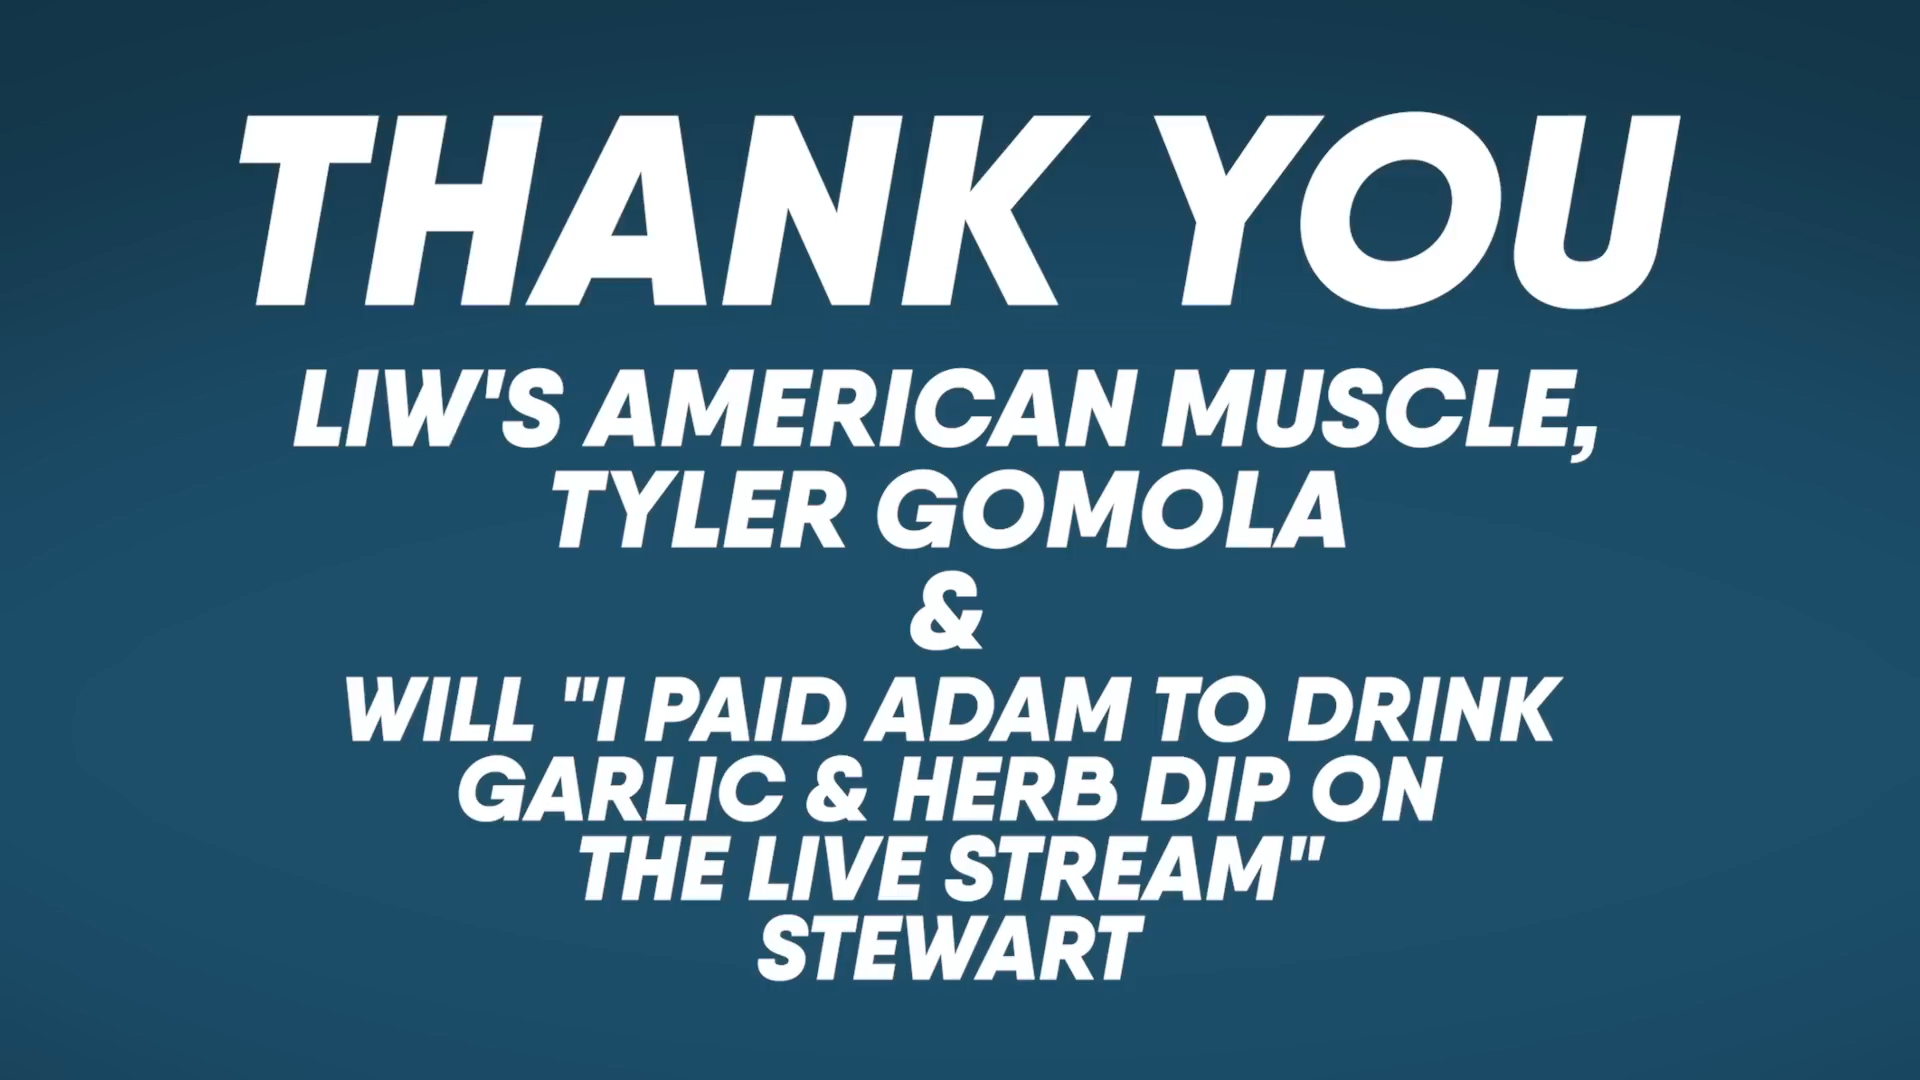 THANK YOU
LIW'S AMERICAN MUSCLE,
TYLER GOMOLA
&
WILL "I PAID ADAM TO DRINK
GARLIC & HERB DIP ON
THE LIVE STREAM"
STEWART